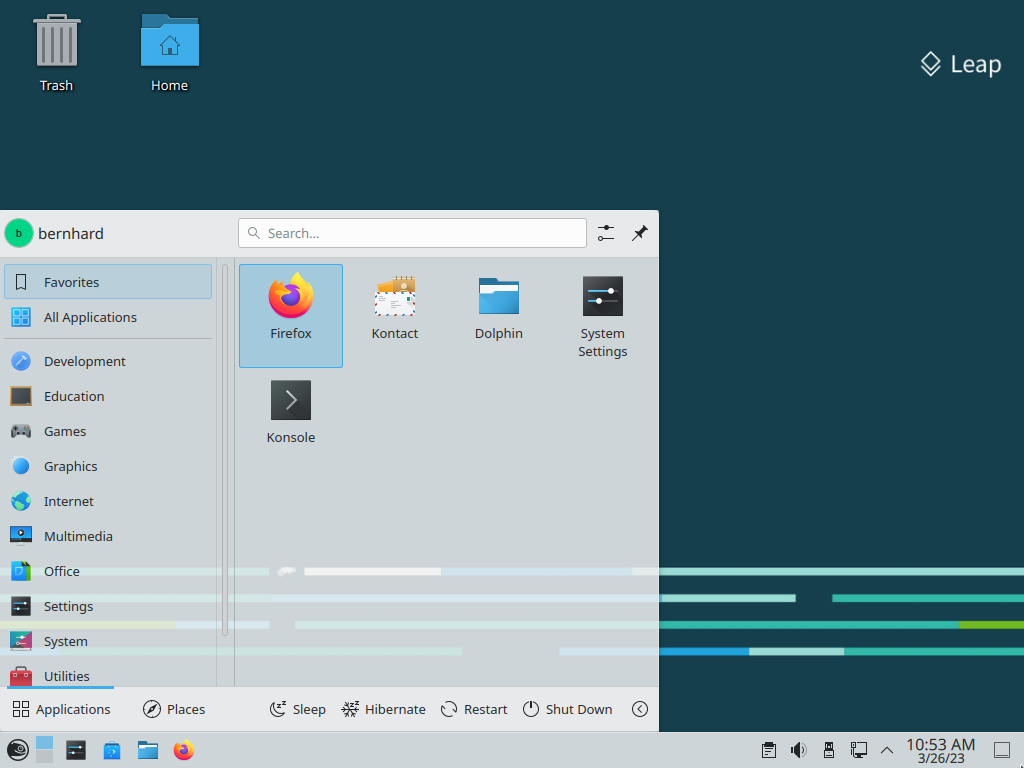 Trash
Home
Leap
b
bernhard
Search...
Favorites
All Applications
Development
Education
Games
Graphics
Internet
Multimedia
Office
Settings
System
Utilities
Firefox
Kontact
Dolphin
System
Settings
Konsole
Applications
Places
Sleep
Hibernate
Restart
Shut Down
10:53 AM
3/26/23